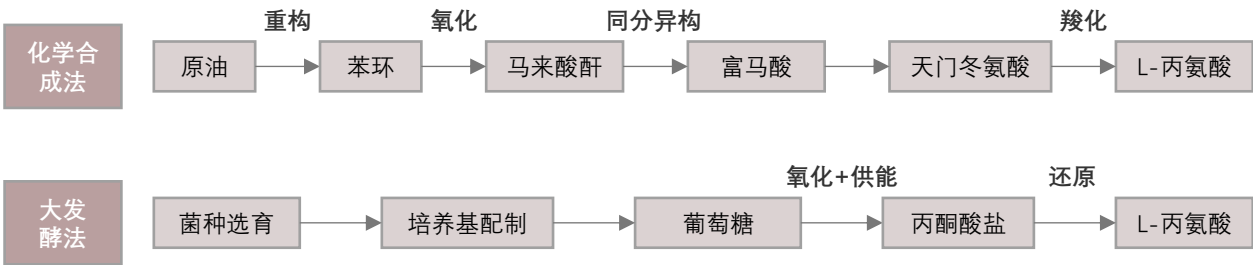 重构
氧化
同分异构
羧化
化学合
成法
原油
苯环
马来酸酐
富马酸
天门冬氨酸
L-丙氨酸
氧化+供能
还原
大发
酵法
菌种选育
培养基配制
葡萄糖
丙酮酸盐
L-丙氨酸